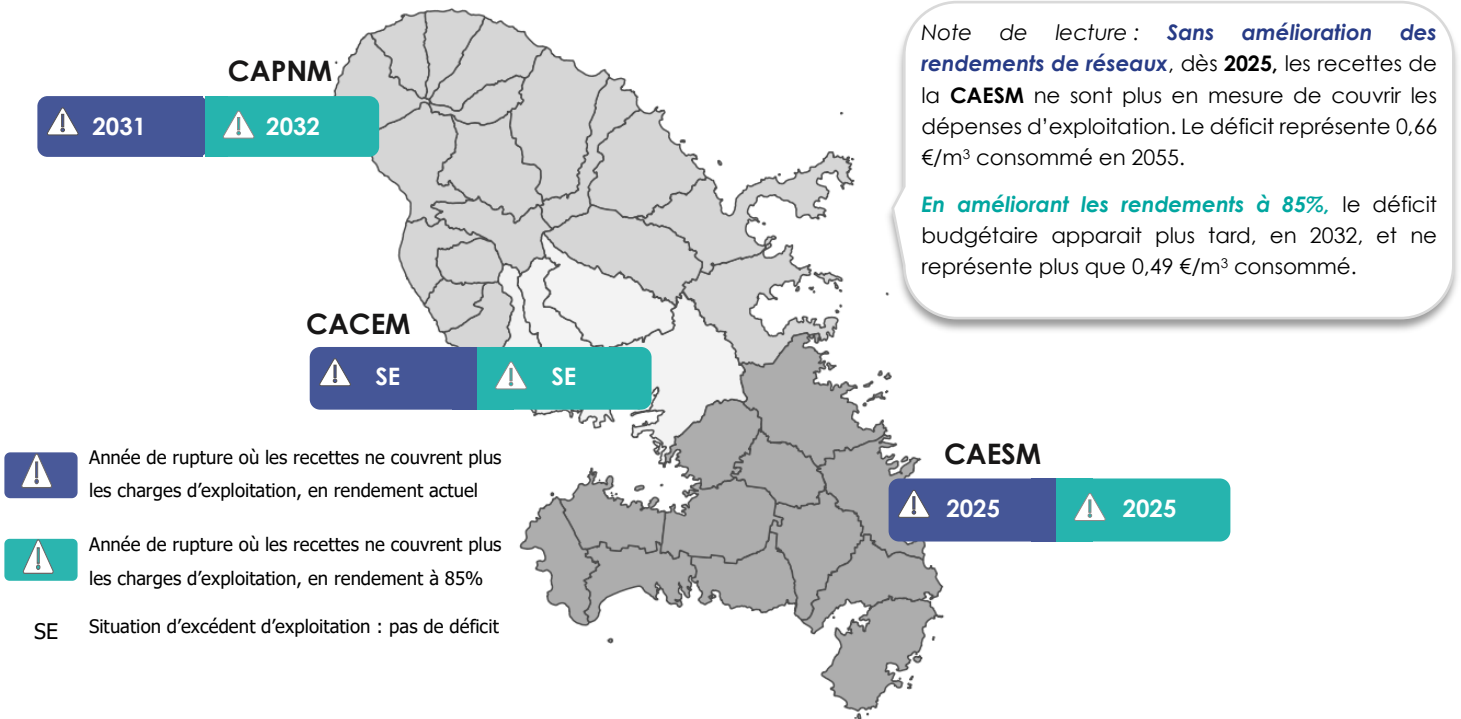 Note de lecture : Sans amélioration des
rendements de réseaux, dès 2025, les recettes de
la CAESM ne sont plus en mesure de couvrir les
dépenses d'exploitation. Le déficit représente 0,66
€/m³ consommé en 2055.
En améliorant les rendements à 85%, le déficit
budgétaire apparait plus tard, en 2032, et ne
représente plus que 0,49 €/m³ consommé.
CAPNM
2031 2032
CACEM
SE SE
CAESM
2025 2025
Année de rupture où les recettes ne couvrent plus
les charges d'exploitation, en rendement actuel
Année de rupture où les recettes ne couvrent plus
les charges d'exploitation, en rendement à 85%
SE Situation d'excédent d'exploitation : pas de déficit